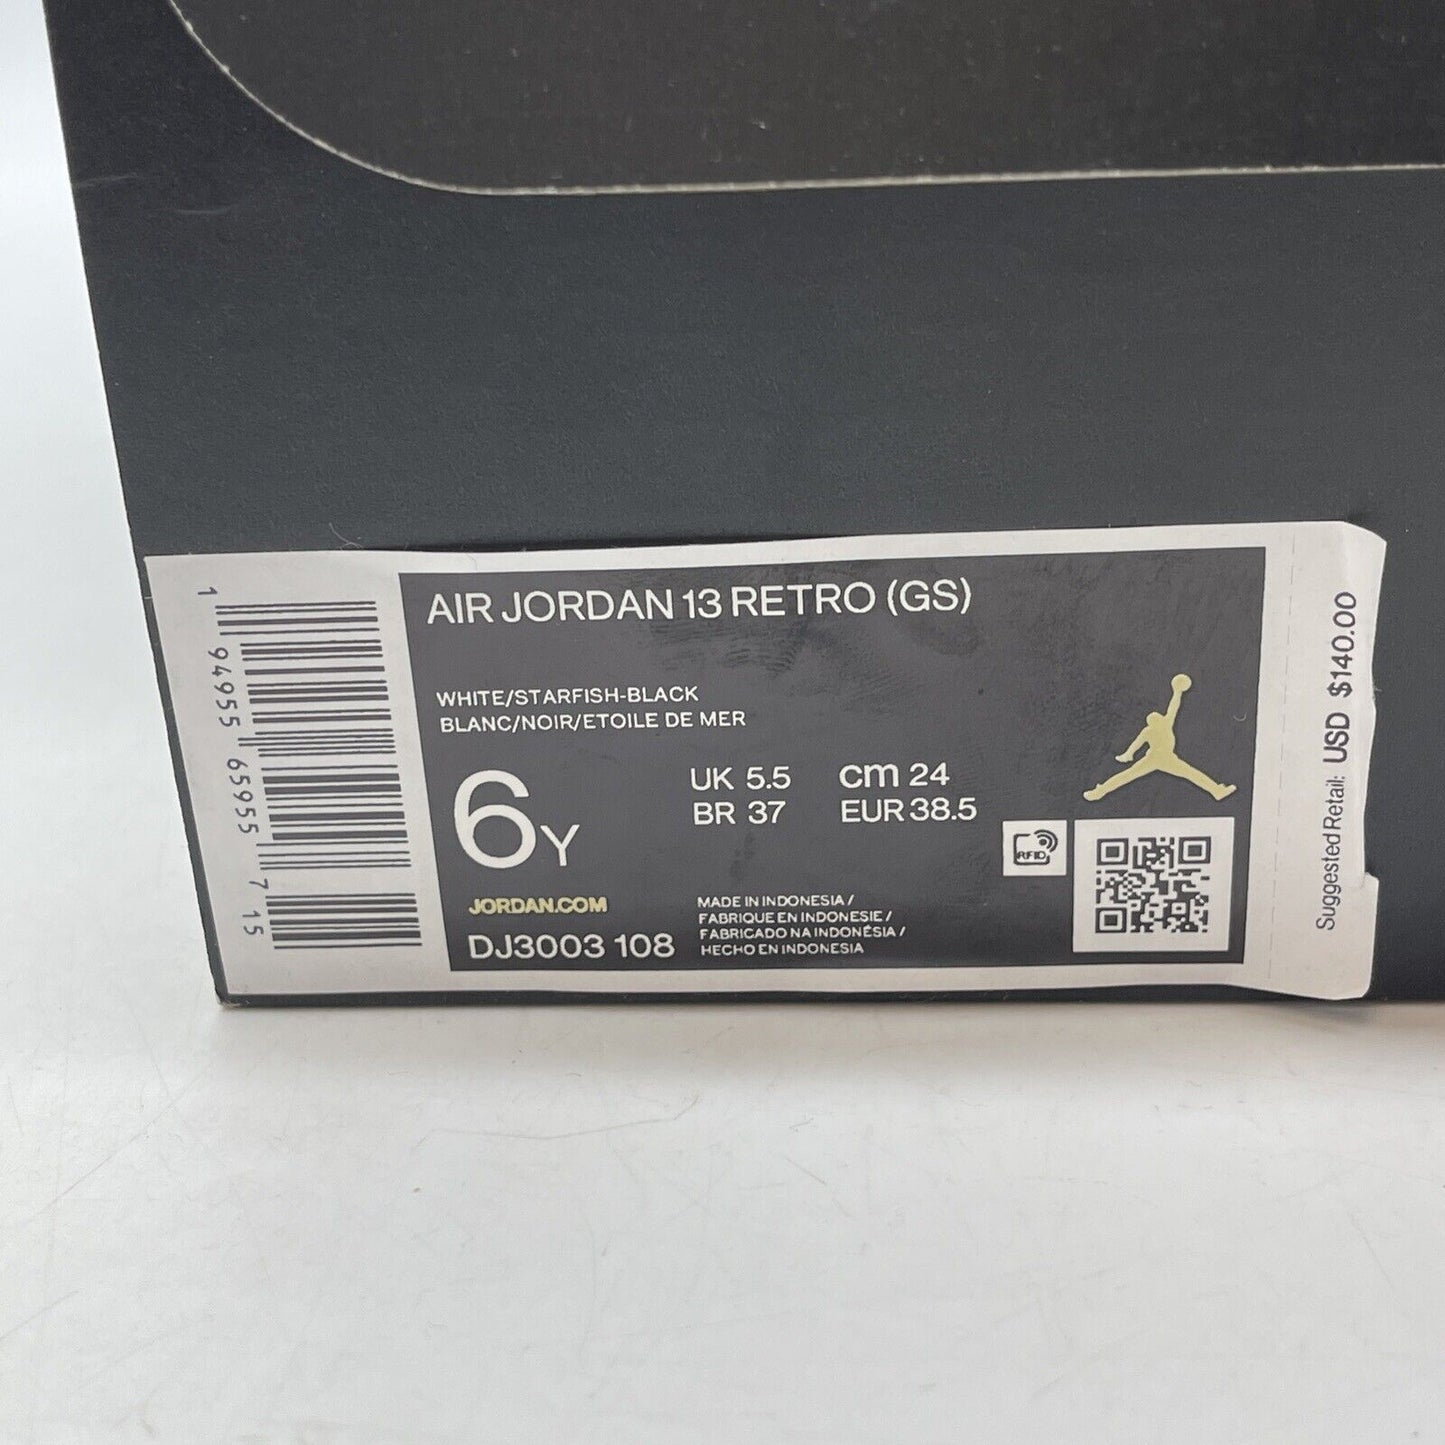 AIR JORDAN 13 RETRO (GS)
WHITE/STARFISH-BLACK
BLANC/NOIR/ETOILE DE MER
6Y
UK 5.5 cm 24
BR 37 EUR 38.5
JORDAN.COM
DJ3003 108
MADE IN INDONESIA /
FABRIQUE EN INDONESIE /
FABRICADO NA INDONÉSIA /
HECHO EN INDONESIA
RFID
1 94955 65955 7 15
Suggested Retail: USD $140.00